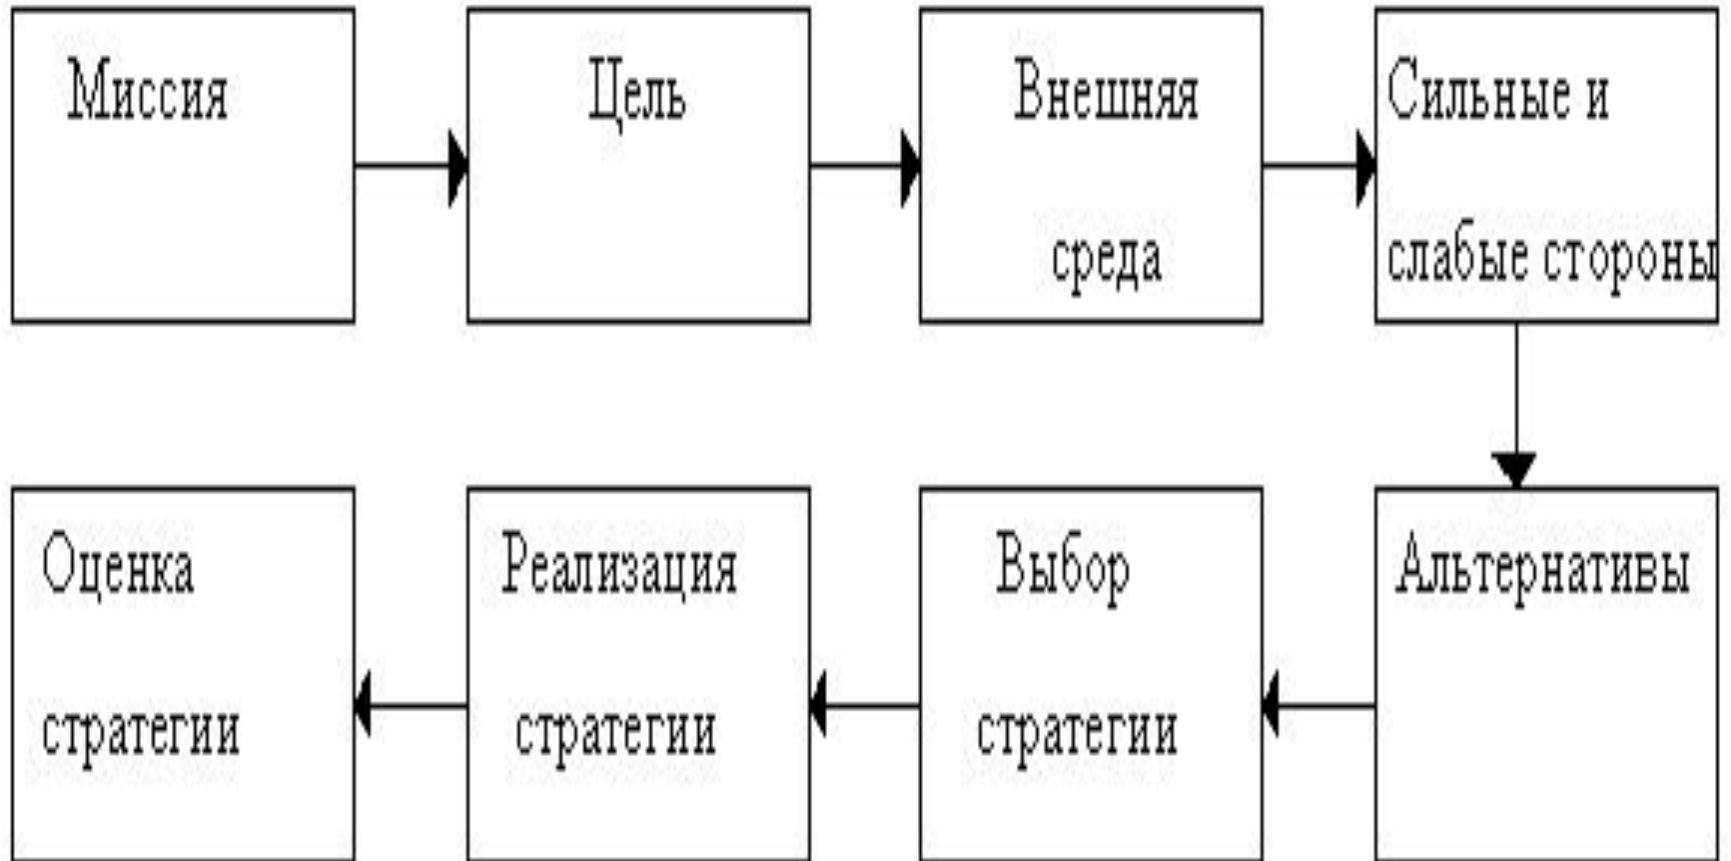 Миссия
Цель
Внешняя
среда
Сильные и
слабые стороны
Альтернативы
Выбор
стратегии
Реализация
стратегии
Оценка
стратегии